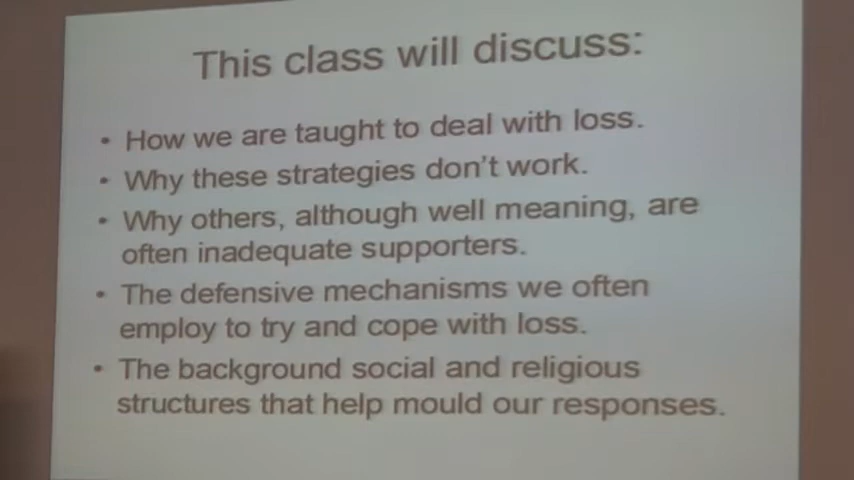 This class will discuss:
• How we are taught to deal with loss.
• Why these strategies don't work.
• Why others, although well meaning, are
often inadequate supporters.
• The defensive mechanisms we often
employ to try and cope with loss.
• The background social and religious
structures that help mould our responses.